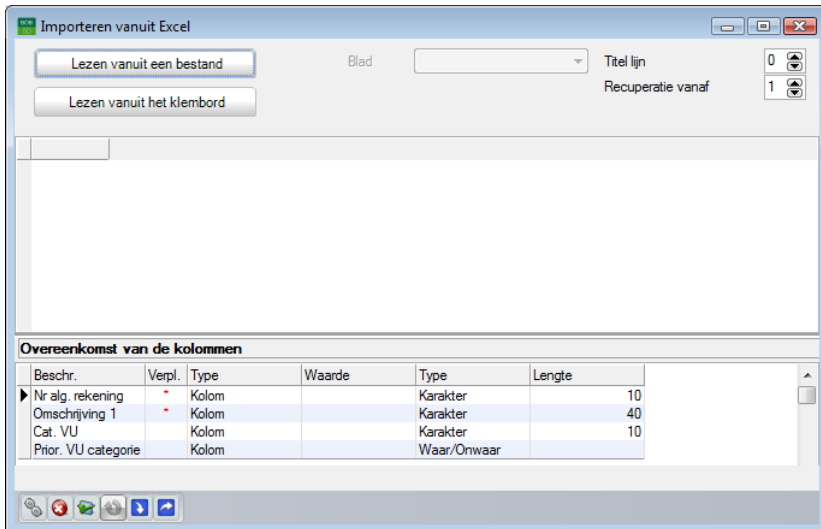 Importeren vanuit Excel
Lezen vanuit een bestand Blad Titel lijn 0
Lezen vanuit het klembord Recuperatie vanaf 1
Overeenkomst van de kolommen
Beschr. Verpl. Type Waarde Type Lengte
Nr alg. rekening * Kolom Karakter 10
Omschrijving 1 * Kolom Karakter 40
Cat. VU Kolom Karakter 10
Prior. VU categorie Kolom Waar/Onwaar